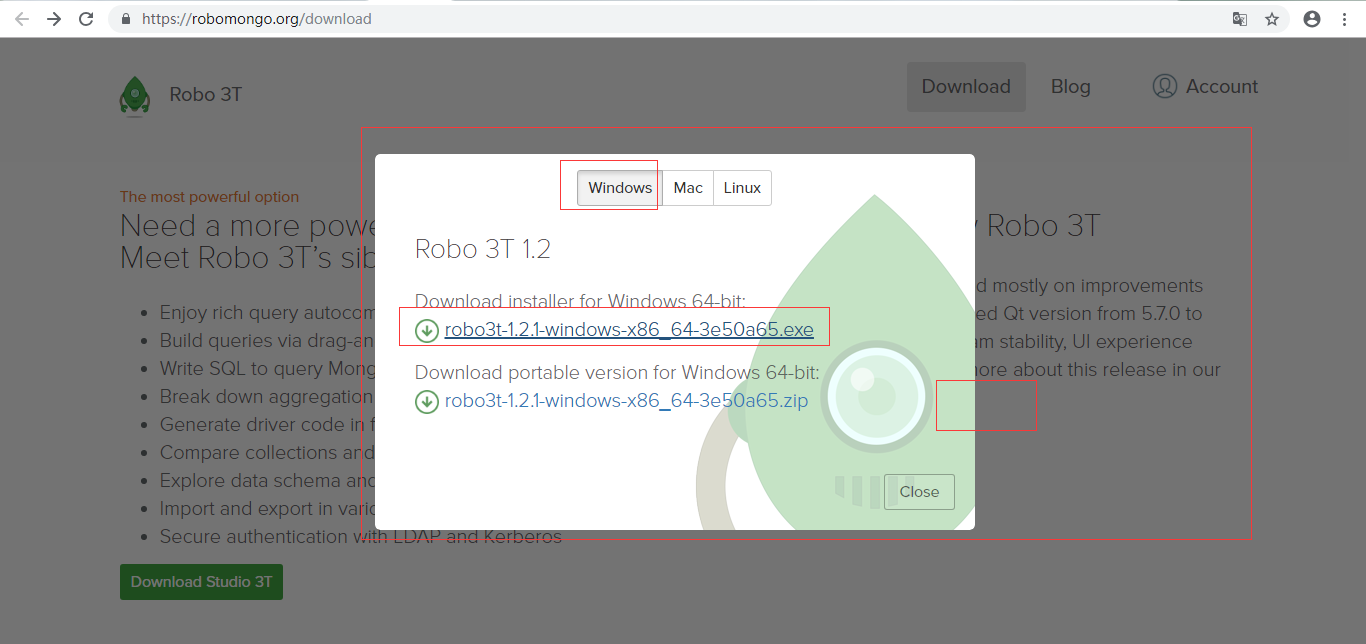 https://robomongo.org/download
Robo 3T
Download
Blog
Account
The most powerful option
Need a more powe
Meet Robo 3T's sib
Enjoy rich query autocom
Build queries via drag-an
Write SQL to query Mong
Break down aggregation
Generate driver code in f
Compare collections and
Explore data schema and
Import and export in vario
Secure authentication with LDAP and Kerberos
Download Studio 3T
Windows
Mac
Linux
Robo 3T 1.2
Download installer for Windows 64-bit:
robo3t-1.2.1-windows-x86_64-3e50a65.exe
Download portable version for Windows 64-bit:
robo3t-1.2.1-windows-x86_64-3e50a65.zip
Close
Robo 3T
d mostly on improvements
ed Qt version from 5.7.0 to
am stability, UI experience
more about this release in our